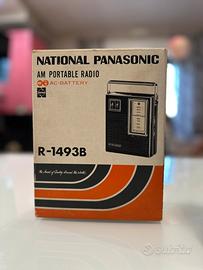 NATIONAL PANASONIC
AM PORTABLE RADIO
AC-BATTERY
R-1493B